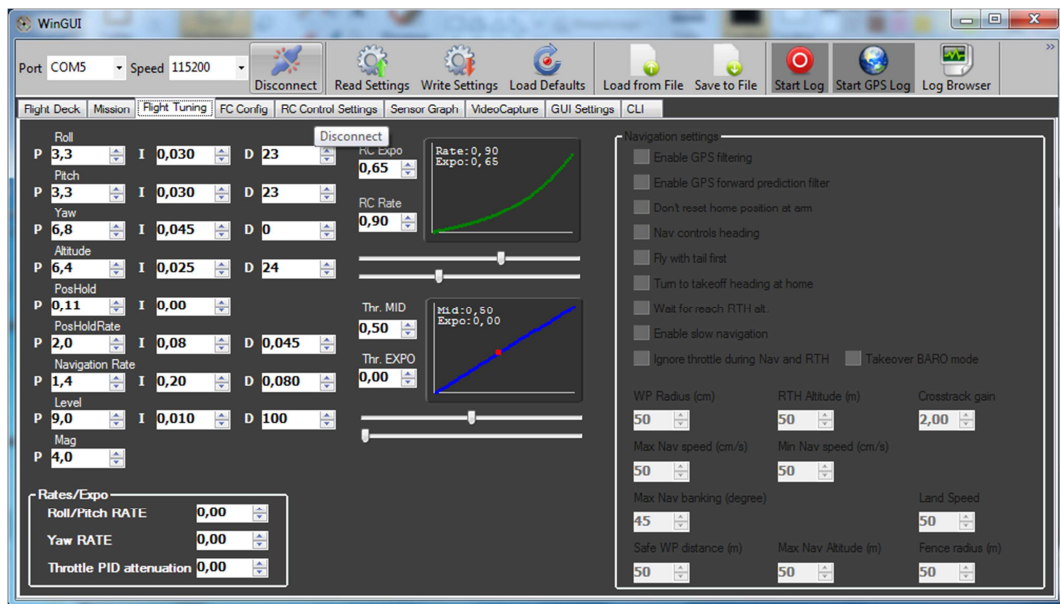 WinGUI
Port COM5 Speed 115200 Disconnect Read Settings Write Settings Load Defaults Load from File Save to File Start Log Start GPS Log Log Browser »
Flight Deck Mission Flight Tuning FC Config RC Control Settings Sensor Graph VideoCapture GUI Settings CLI
Disconnect
Roll
P 3,3 I 0,030 D 23
Pitch
P 3,3 I 0,030 D 23
Yaw
P 6,8 I 0,045 D 0
Altitude
P 6,4 I 0,025 D 24
PosHold
P 0,11 I 0,00
PosHoldRate
P 2,0 I 0,08 D 0,045
Navigation Rate
P 1,4 I 0,20 D 0,080
Level
P 9,0 I 0,010 D 100
Mag
P 4,0
Rates/Expo
Roll/Pitch RATE 0,00
Yaw RATE 0,00
Throttle PID attenuation 0,00
RC Expo
0,65
RC Rate
0,90
Rate:0,90
Expo:0,65
Thr. MID
0,50
Thr. EXPO
0,00
Mid:0,50
Expo:0,00
Navigation settings
Enable GPS filtering
Enable GPS forward prediction filter
Don't reset home position at arm
Nav controls heading
Fly with tail first
Turn to takeoff heading at home
Wait for reach RTH alt.
Enable slow navigation
Ignore throttle during Nav and RTH Takeover BARO mode
WP Radius (cm) RTH Altitude (m) Crosstrack gain
50 50 2,00
Max Nav speed (cm/s) Min Nav speed (cm/s)
50 50
Max Nav banking (degree) Land Speed
45 50
Safe WP distance (m) Max Nav Altitude (m) Fence radius (m)
50 50 50